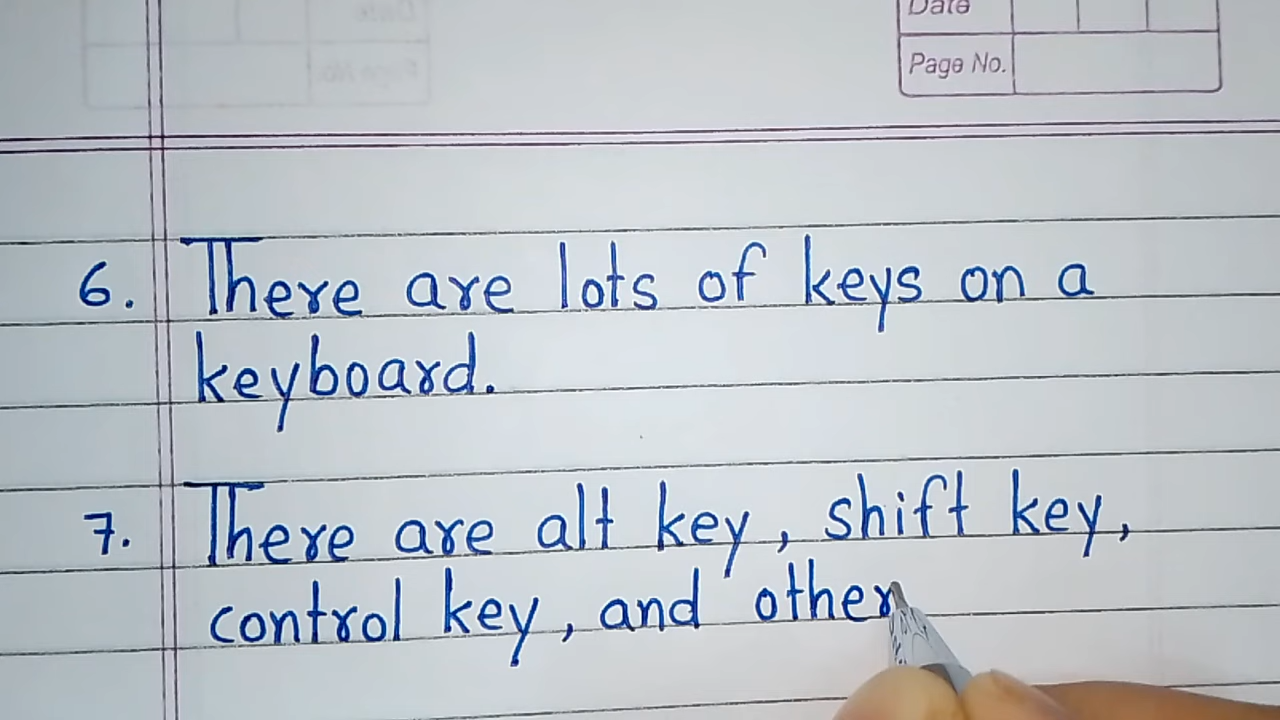 Date
Page No.
6. There are lots of keys on a
keyboard.
7. There are alt key, shift key,
control key, and other